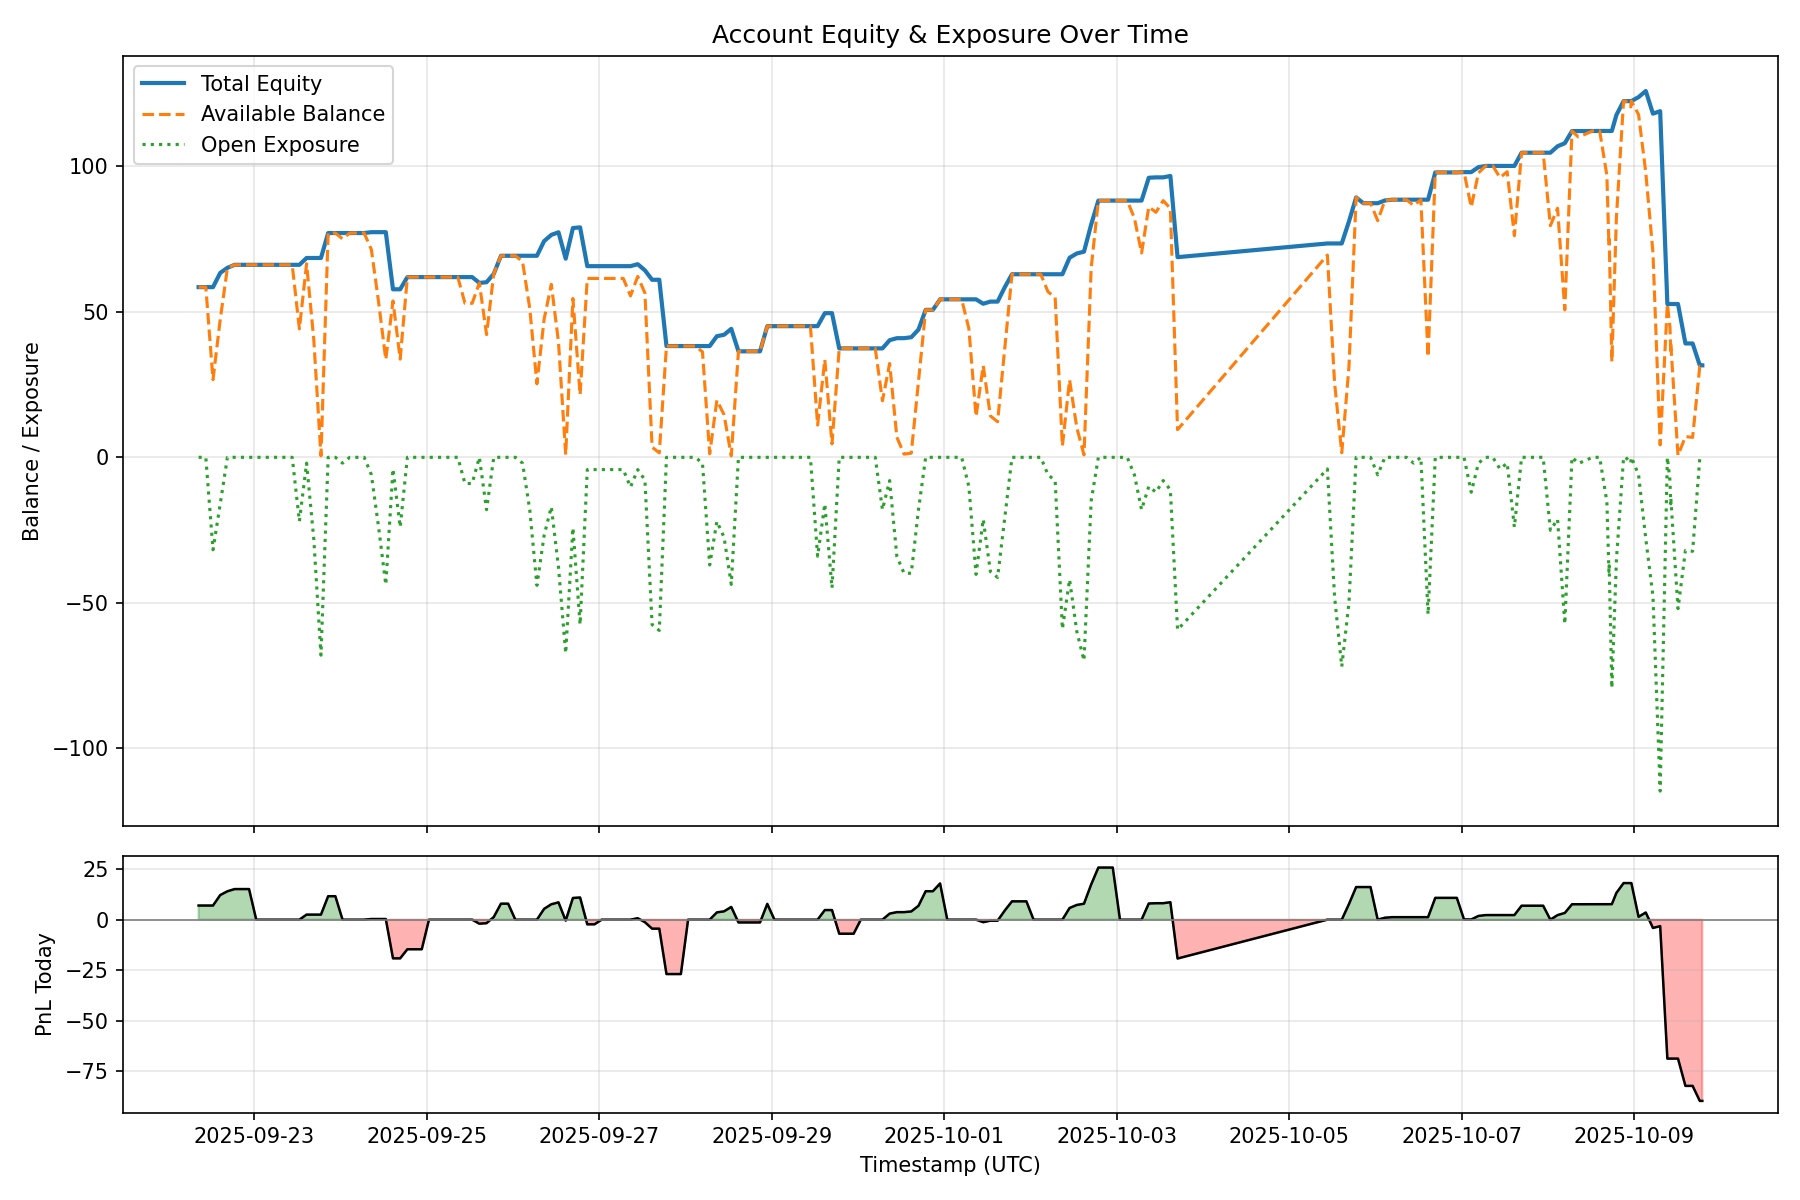 Account Equity & Exposure Over Time
Total Equity
Available Balance
Open Exposure
Balance / Exposure
100
50
0
−50
−100
PnL Today
25
0
−25
−50
−75
2025-09-23
2025-09-25
2025-09-27
2025-09-29
2025-10-01
2025-10-03
2025-10-05
2025-10-07
2025-10-09
Timestamp (UTC)